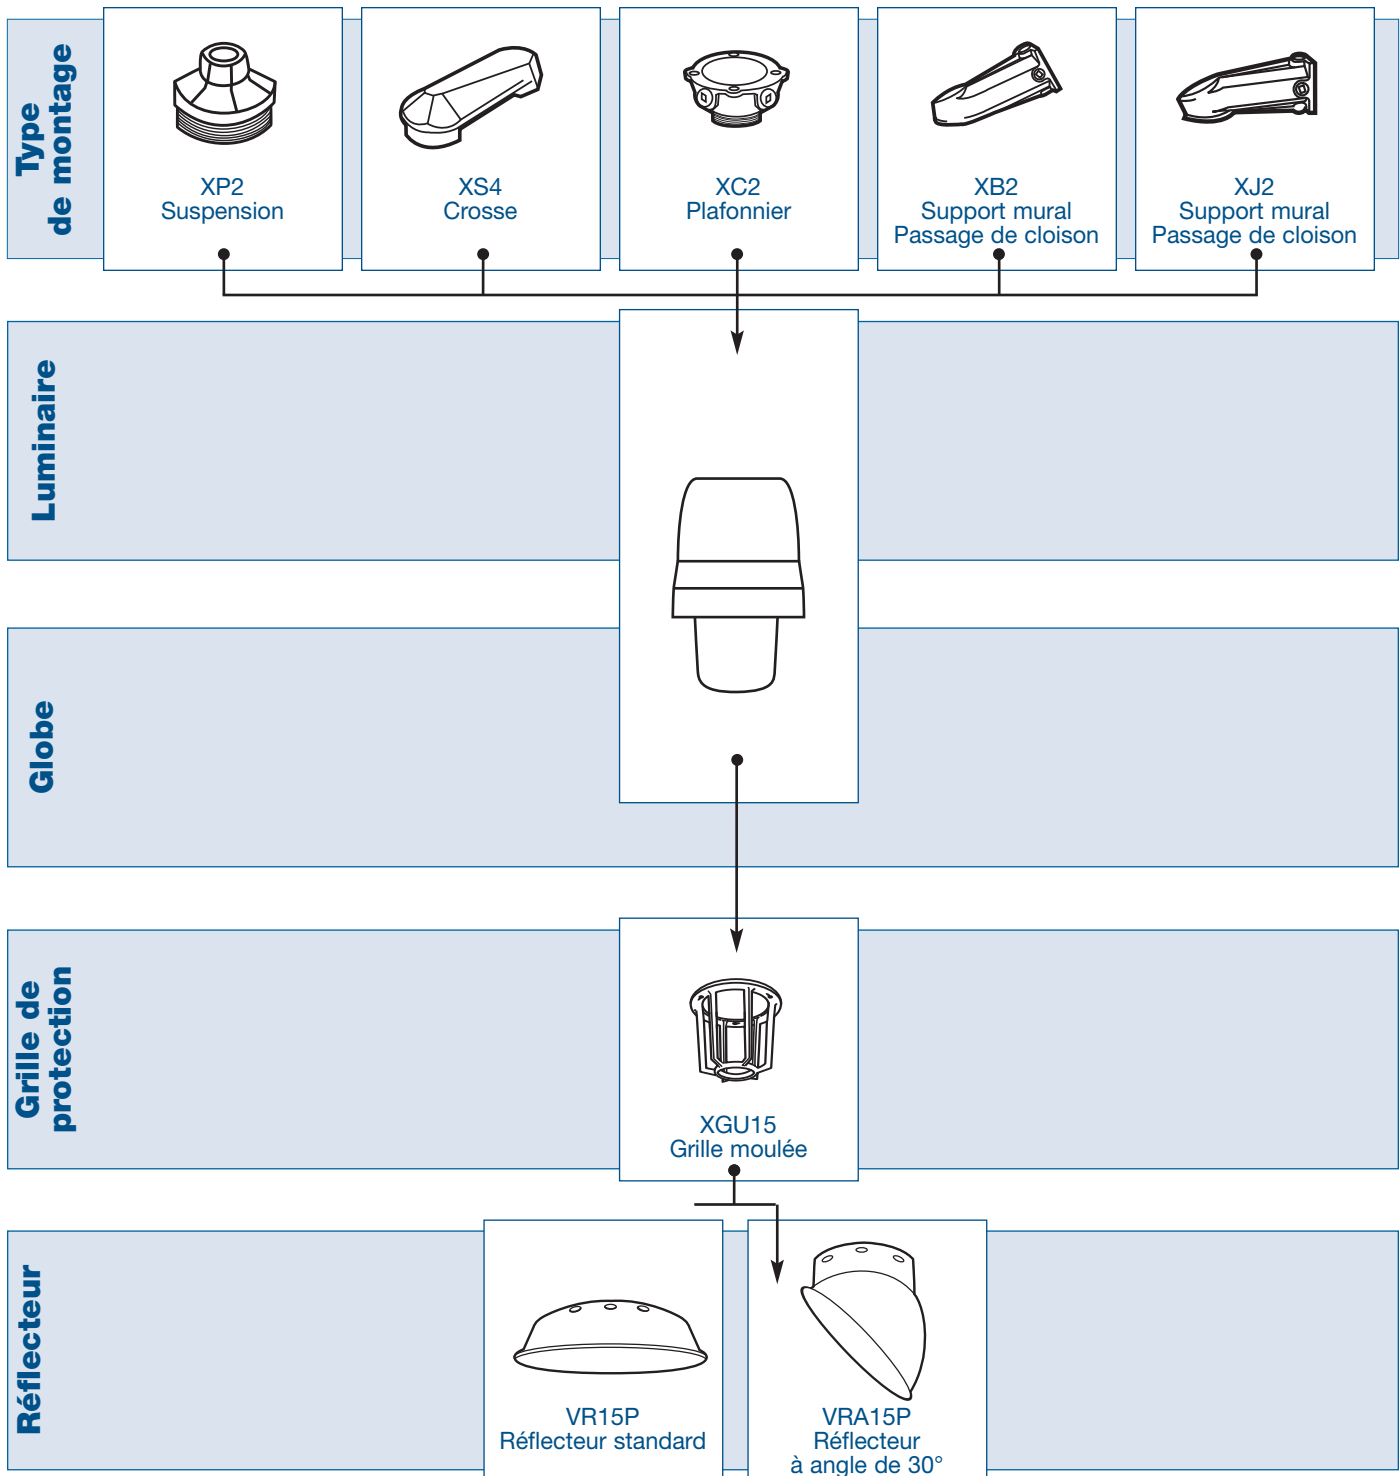 Type
de montage
XP2
Suspension
XS4
Crosse
XC2
Plafonnier
XB2
Support mural
Passage de cloison
XJ2
Support mural
Passage de cloison
Luminaire
Globe
Grille de
protection
XGU15
Grille moulée
Réflecteur
VR15P
Réflecteur standard
VRA15P
Réflecteur
à angle de 30°